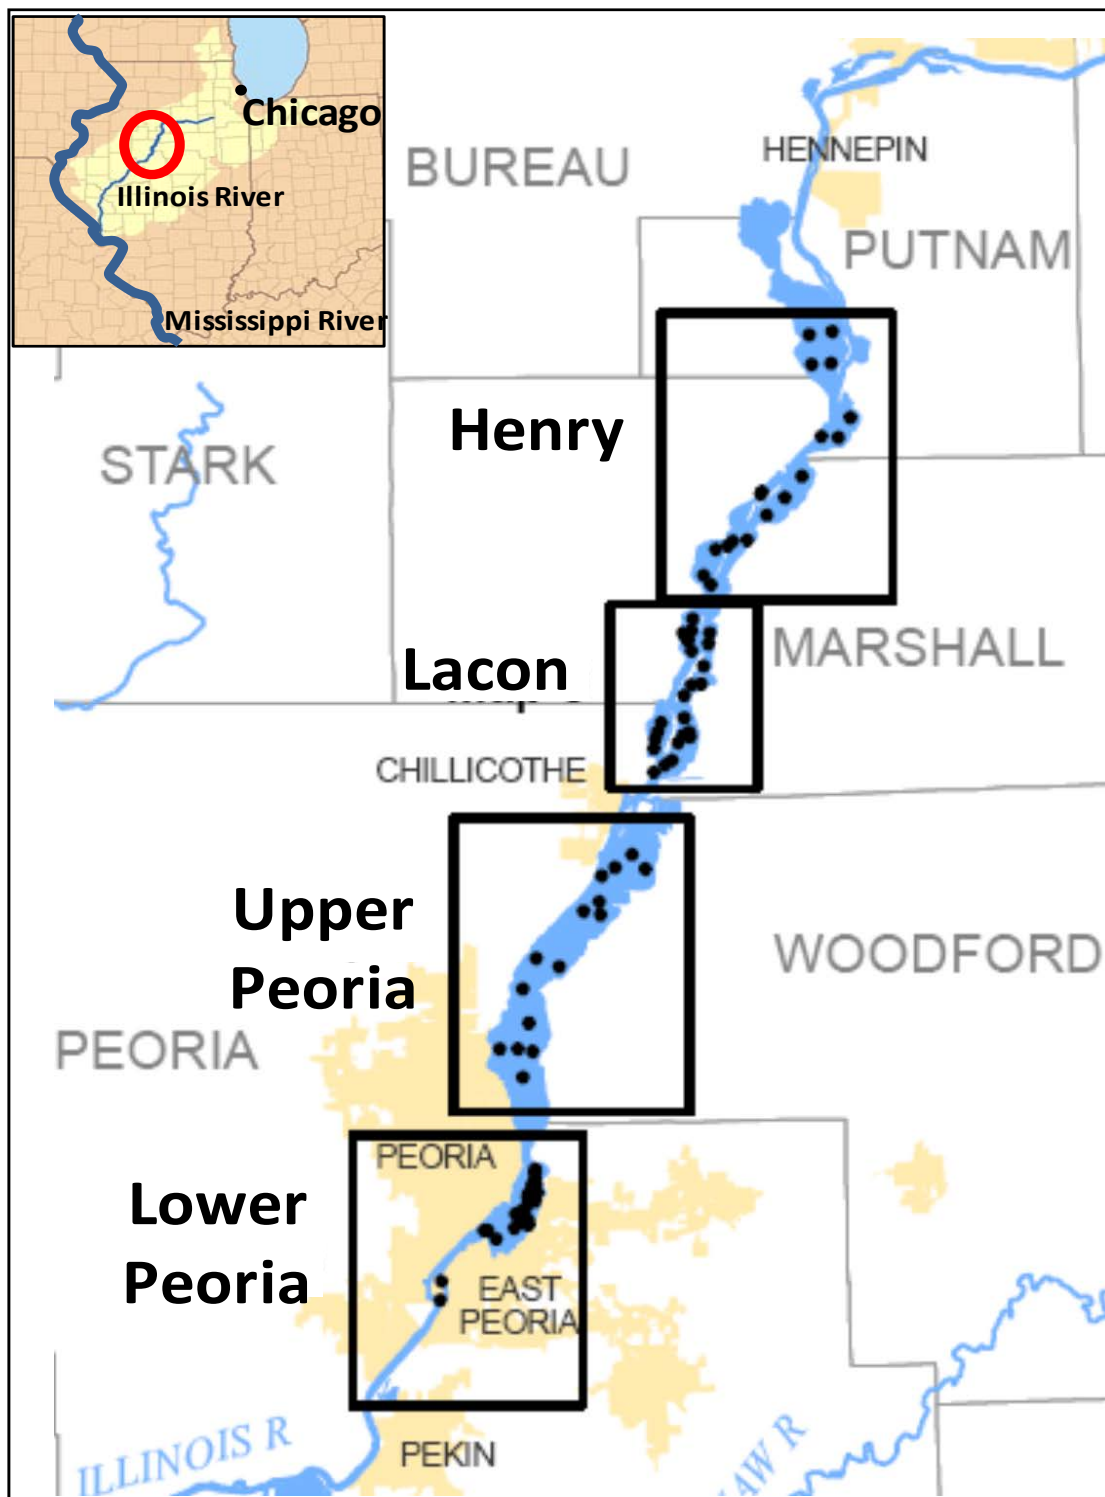 Chicago
Illinois River
Mississippi River
HENNEPIN
BUREAU
PUTNAM
Henry
STARK
MARSHALL
Lacon
CHILLICOTHE
Upper
Peoria
WOODFORD
PEORIA
PEORIA
Lower
Peoria
EAST
PEORIA
ILLINOIS R
PEKIN
AW R